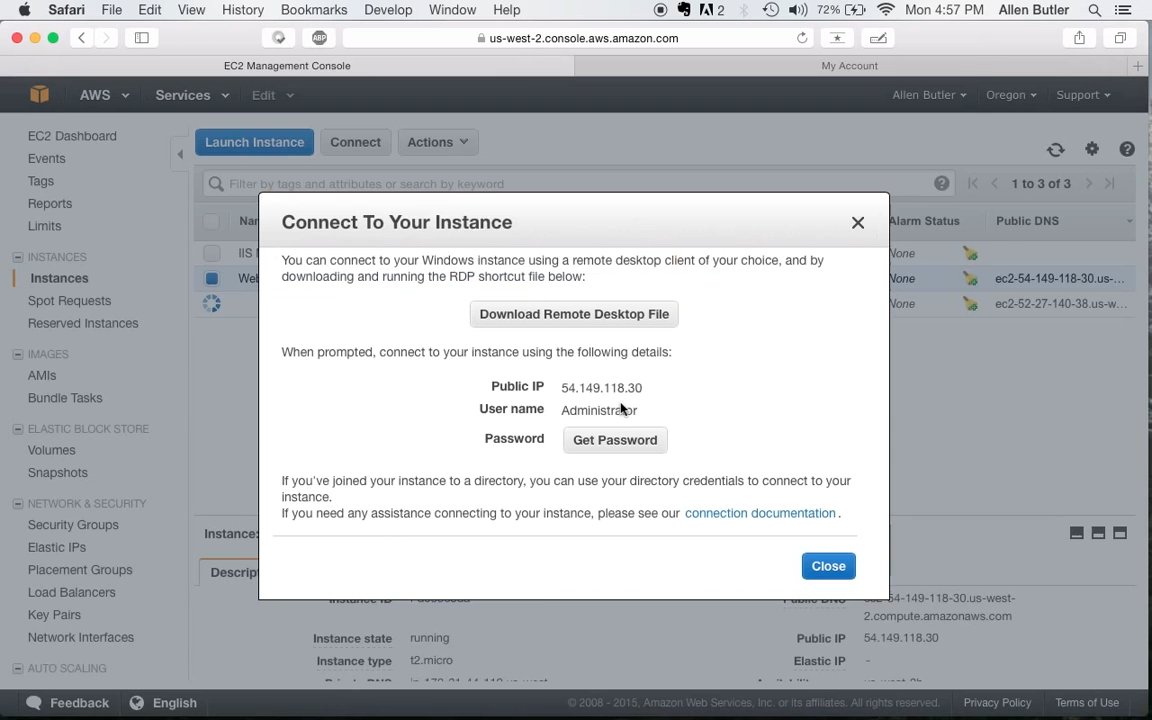 Safari File Edit View History Bookmarks Develop Window Help 2 72% Mon 4:57 PM Allen Butler
ABP us-west-2.console.aws.amazon.com
EC2 Management Console My Account
AWS Services Edit Allen Butler Oregon Support
EC2 Dashboard
Events
Tags
Reports
Limits
INSTANCES
Instances
Spot Requests
Reserved Instances
IMAGES
AMIs
Bundle Tasks
ELASTIC BLOCK STORE
Volumes
Snapshots
NETWORK & SECURITY
Security Groups
Elastic IPs
Placement Groups
Load Balancers
Key Pairs
Network Interfaces
AUTO SCALING
Launch Instance Connect Actions
Filter by tags and attributes or search by keyword 1 to 3 of 3
Alarm Status Public DNS
IIS None
None ec2-54-149-118-30.us-...
None ec2-52-27-140-38.us-w...
Connect To Your Instance
You can connect to your Windows instance using a remote desktop client of your choice, and by
downloading and running the RDP shortcut file below:
Download Remote Desktop File
When prompted, connect to your instance using the following details:
Public IP 54.149.118.30
User name Administrator
Password Get Password
If you've joined your instance to a directory, you can use your directory credentials to connect to your
instance.
If you need any assistance connecting to your instance, please see our connection documentation.
Close
Instance:
Public DNS 54-149-118-30.us-west-
2.compute.amazonaws.com
Instance state running Public IP 54.149.118.30
Instance type t2.micro Elastic IP -
Feedback English © 2008 - 2015, Amazon Web Services, Inc. or its affiliates. All rights reserved. Privacy Policy Terms of Use